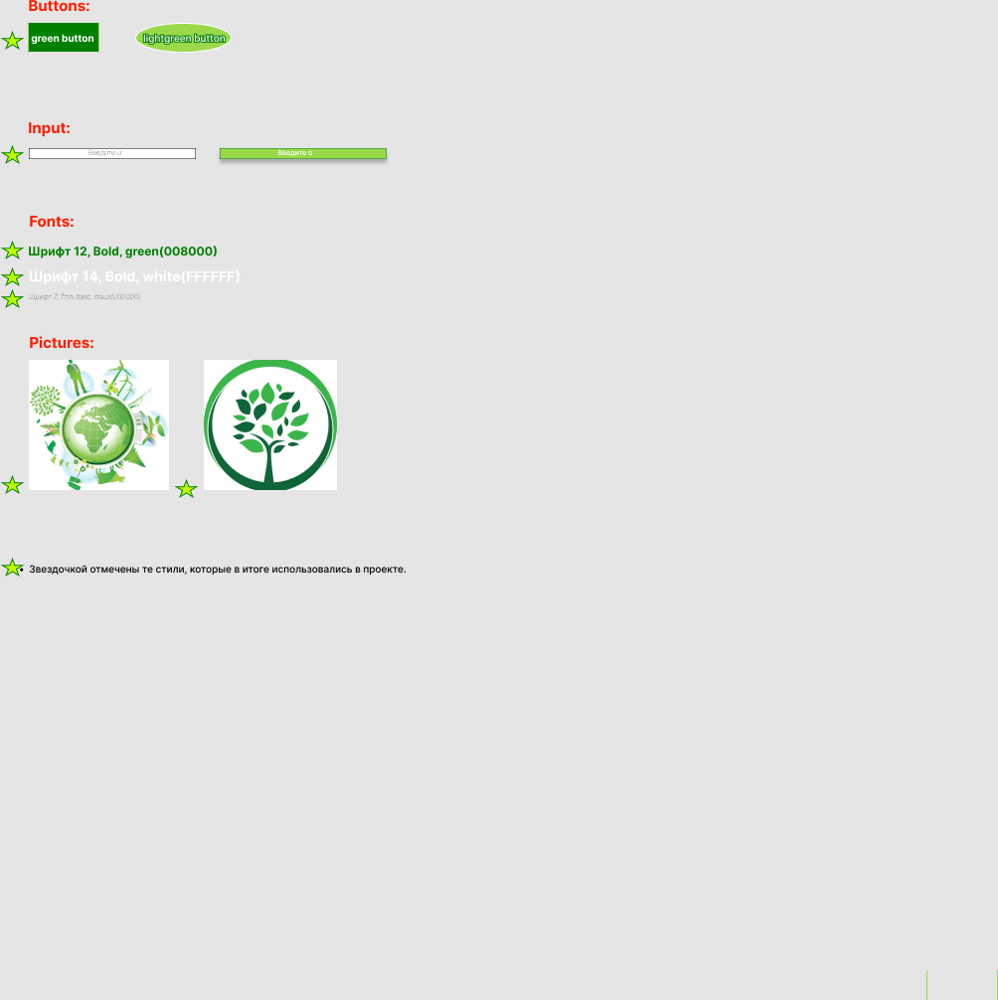 Buttons:
green button
lightgreen button
Input:
Введите и
Введите о
Fonts:
Шрифт 12, Bold, green(008000)
Шрифт 14, Bold, white(FFFFFF)
Шрифт 7, Thin Italic, black(000000)
Pictures:
• Звездочкой отмечены те стили, которые в итоге использовались в проекте.